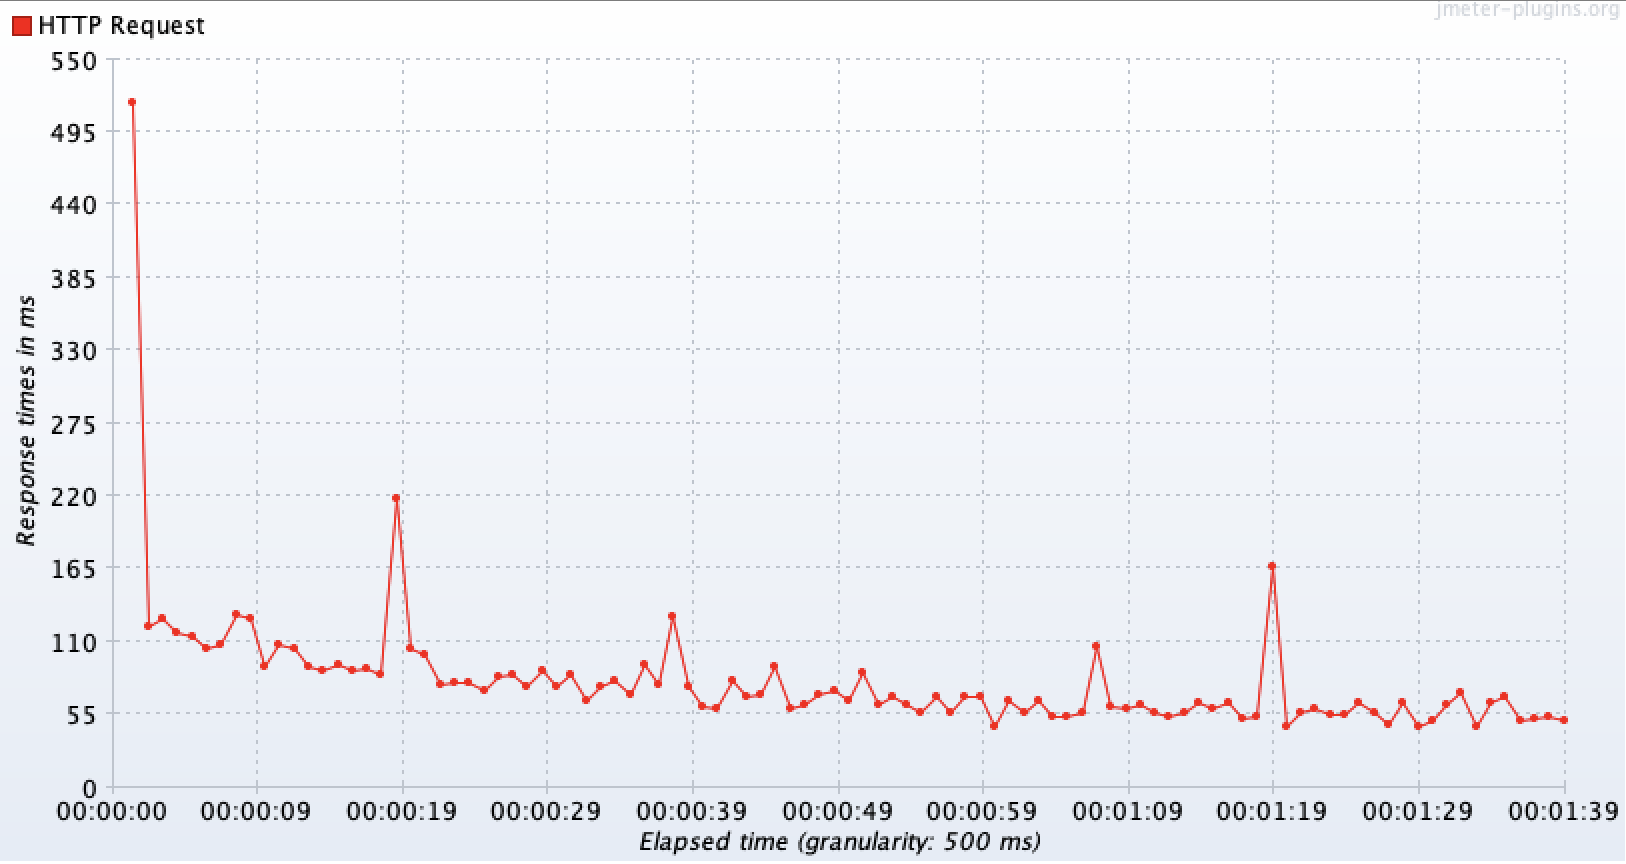 jmeter-plugins.org
HTTP Request
550
495
440
385
330
275
220
165
110
55
0
Response times in ms
00:00:00 00:00:09 00:00:19 00:00:29 00:00:39 00:00:49 00:00:59 00:01:09 00:01:19 00:01:29 00:01:39
Elapsed time (granularity: 500 ms)